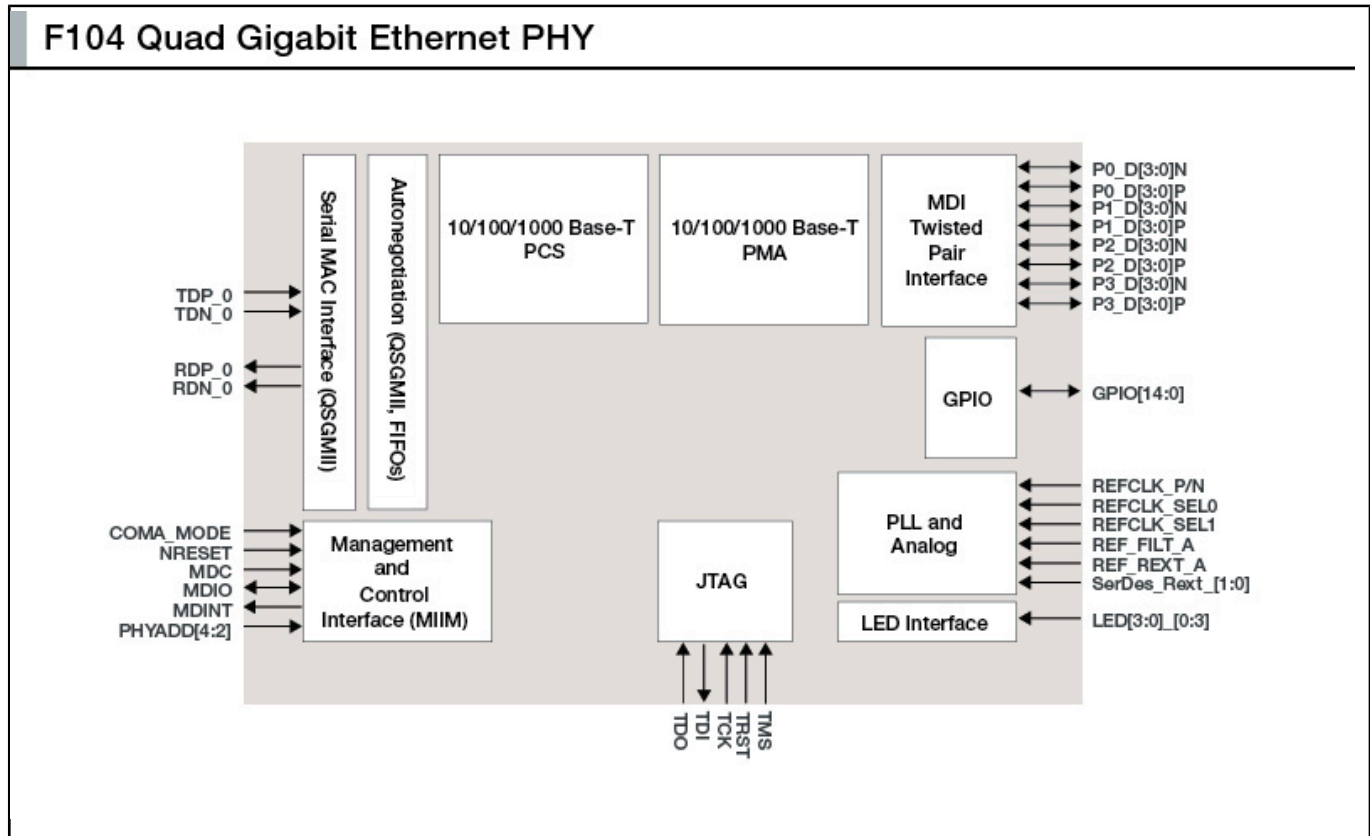 F104 Quad Gigabit Ethernet PHY
Serial MAC Interface (QSGMII)
Autonegotiation (QSGMII, FIFOs)
10/100/1000 Base-T
PCS
10/100/1000 Base-T
PMA
MDI
Twisted
Pair
Interface
P0_D[3:0]N
P0_D[3:0]P
P1_D[3:0]N
P1_D[3:0]P
P2_D[3:0]N
P2_D[3:0]P
P3_D[3:0]N
P3_D[3:0]P
TDP_0
TDN_0
RDP_0
RDN_0
GPIO
GPIO[14:0]
COMA_MODE
NRESET
MDC
MDIO
MDINT
PHYADD[4:2]
Management
and
Control
Interface (MIIM)
JTAG
TDO
TDI
TCK
TRST
TMS
PLL and
Analog
REFCLK_P/N
REFCLK_SEL0
REFCLK_SEL1
REF_FILT_A
REF_REXT_A
SerDes_Rext_[1:0]
LED Interface
LED[3:0]_[0:3]